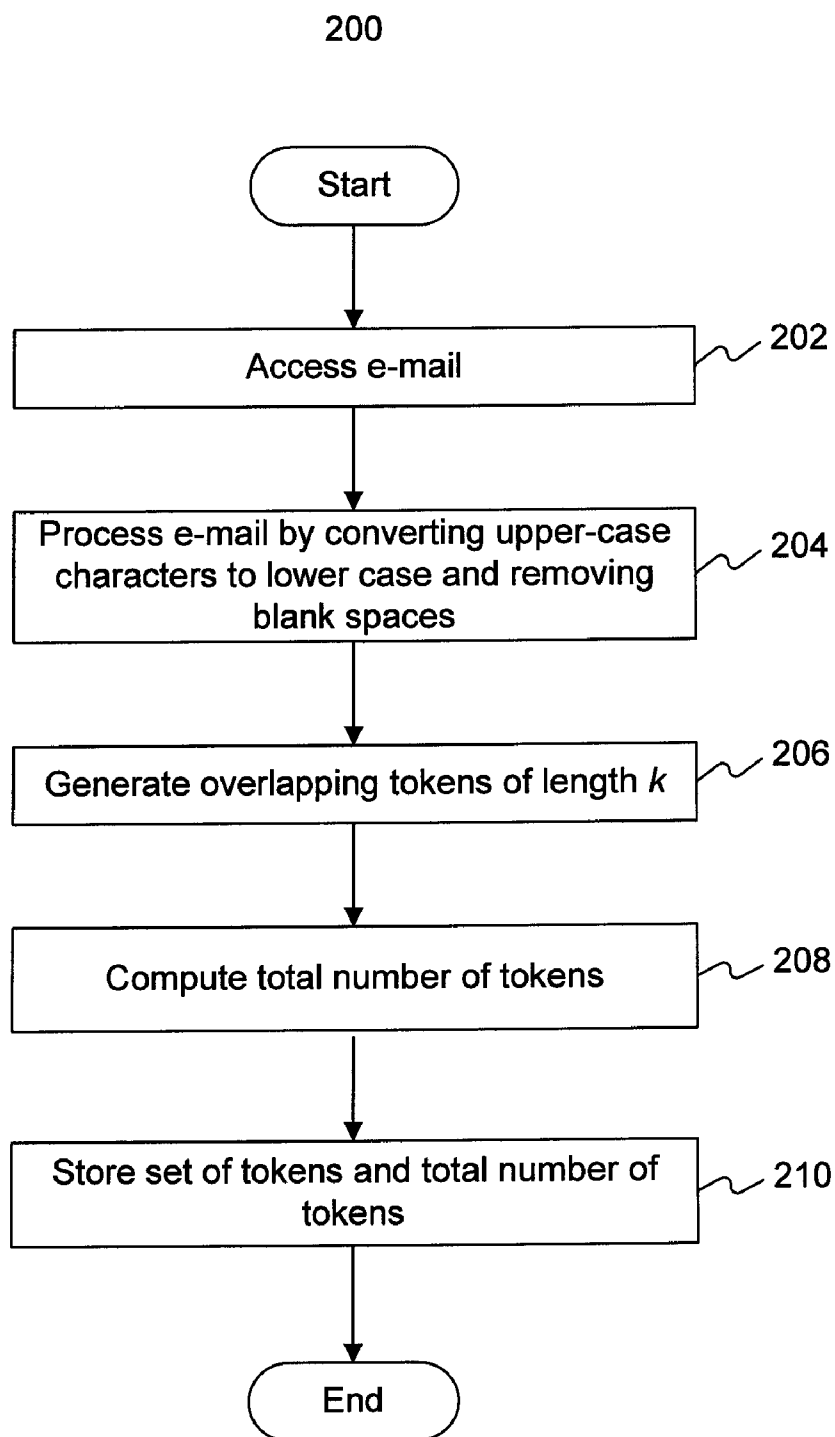 200
Start
Access e-mail
202
Process e-mail by converting upper-case
characters to lower case and removing
blank spaces
204
Generate overlapping tokens of length k
206
Compute total number of tokens
208
Store set of tokens and total number of
tokens
210
End